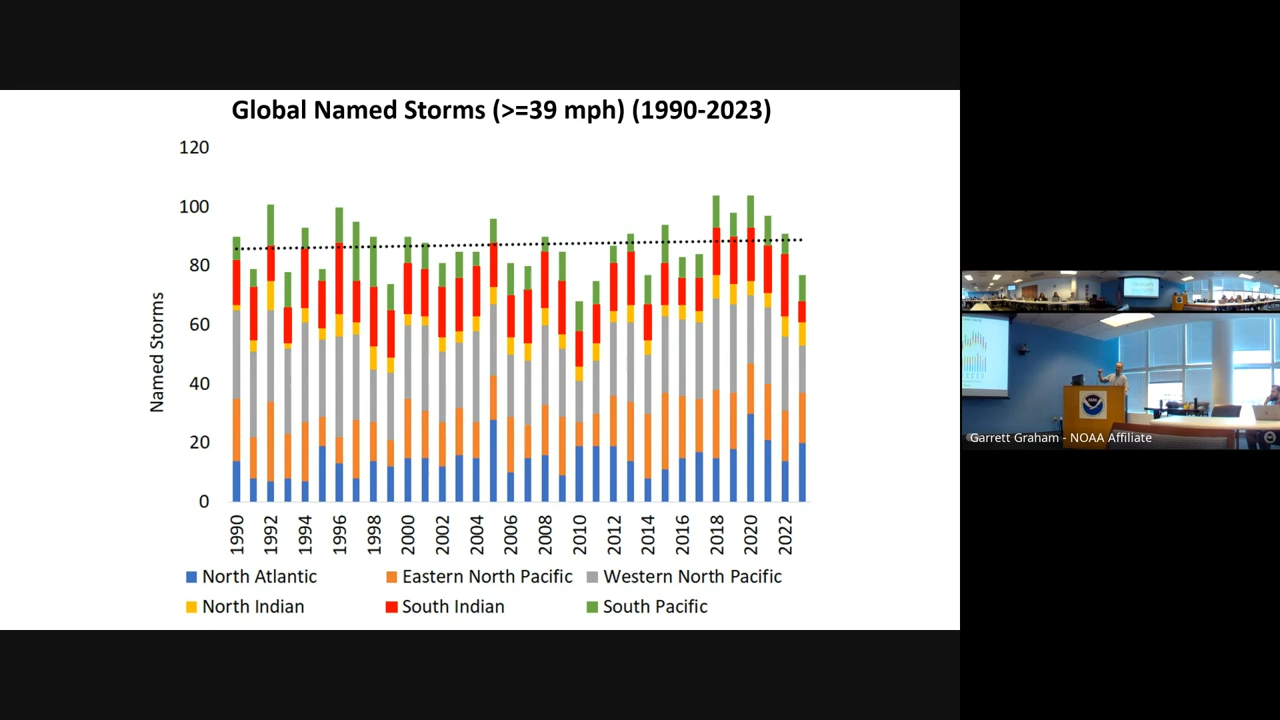 Global Named Storms (>=39 mph) (1990-2023)
120
100
80
60
40
20
0
Named Storms
1990 1992 1994 1996 1998 2000 2002 2004 2006 2008 2010 2012 2014 2016 2018 2020 2022
North Atlantic Eastern North Pacific Western North Pacific
North Indian South Indian South Pacific
Garrett Graham - NOAA Affiliate